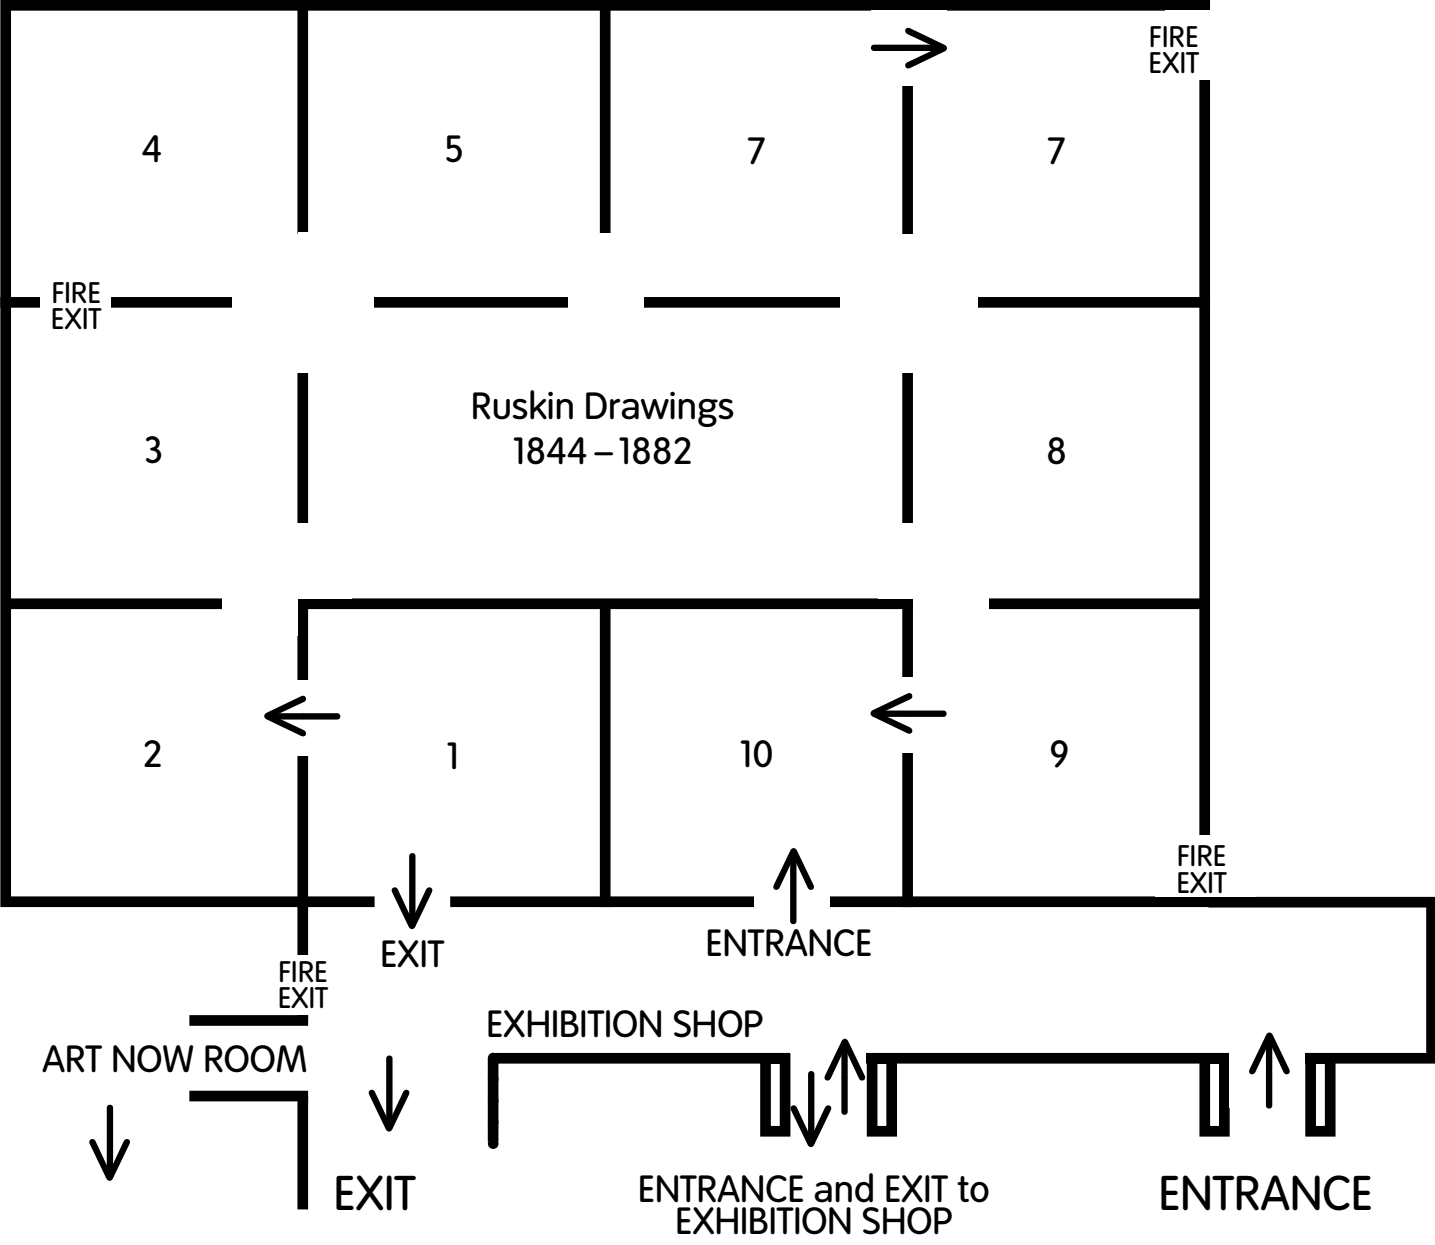 FIRE
EXIT
4
5
7
7
FIRE
EXIT
Ruskin Drawings
1844 – 1882
3
8
2
1
10
9
FIRE
EXIT
EXIT
ENTRANCE
FIRE
EXIT
EXHIBITION SHOP
ART NOW ROOM
EXIT
ENTRANCE and EXIT to
EXHIBITION SHOP
ENTRANCE